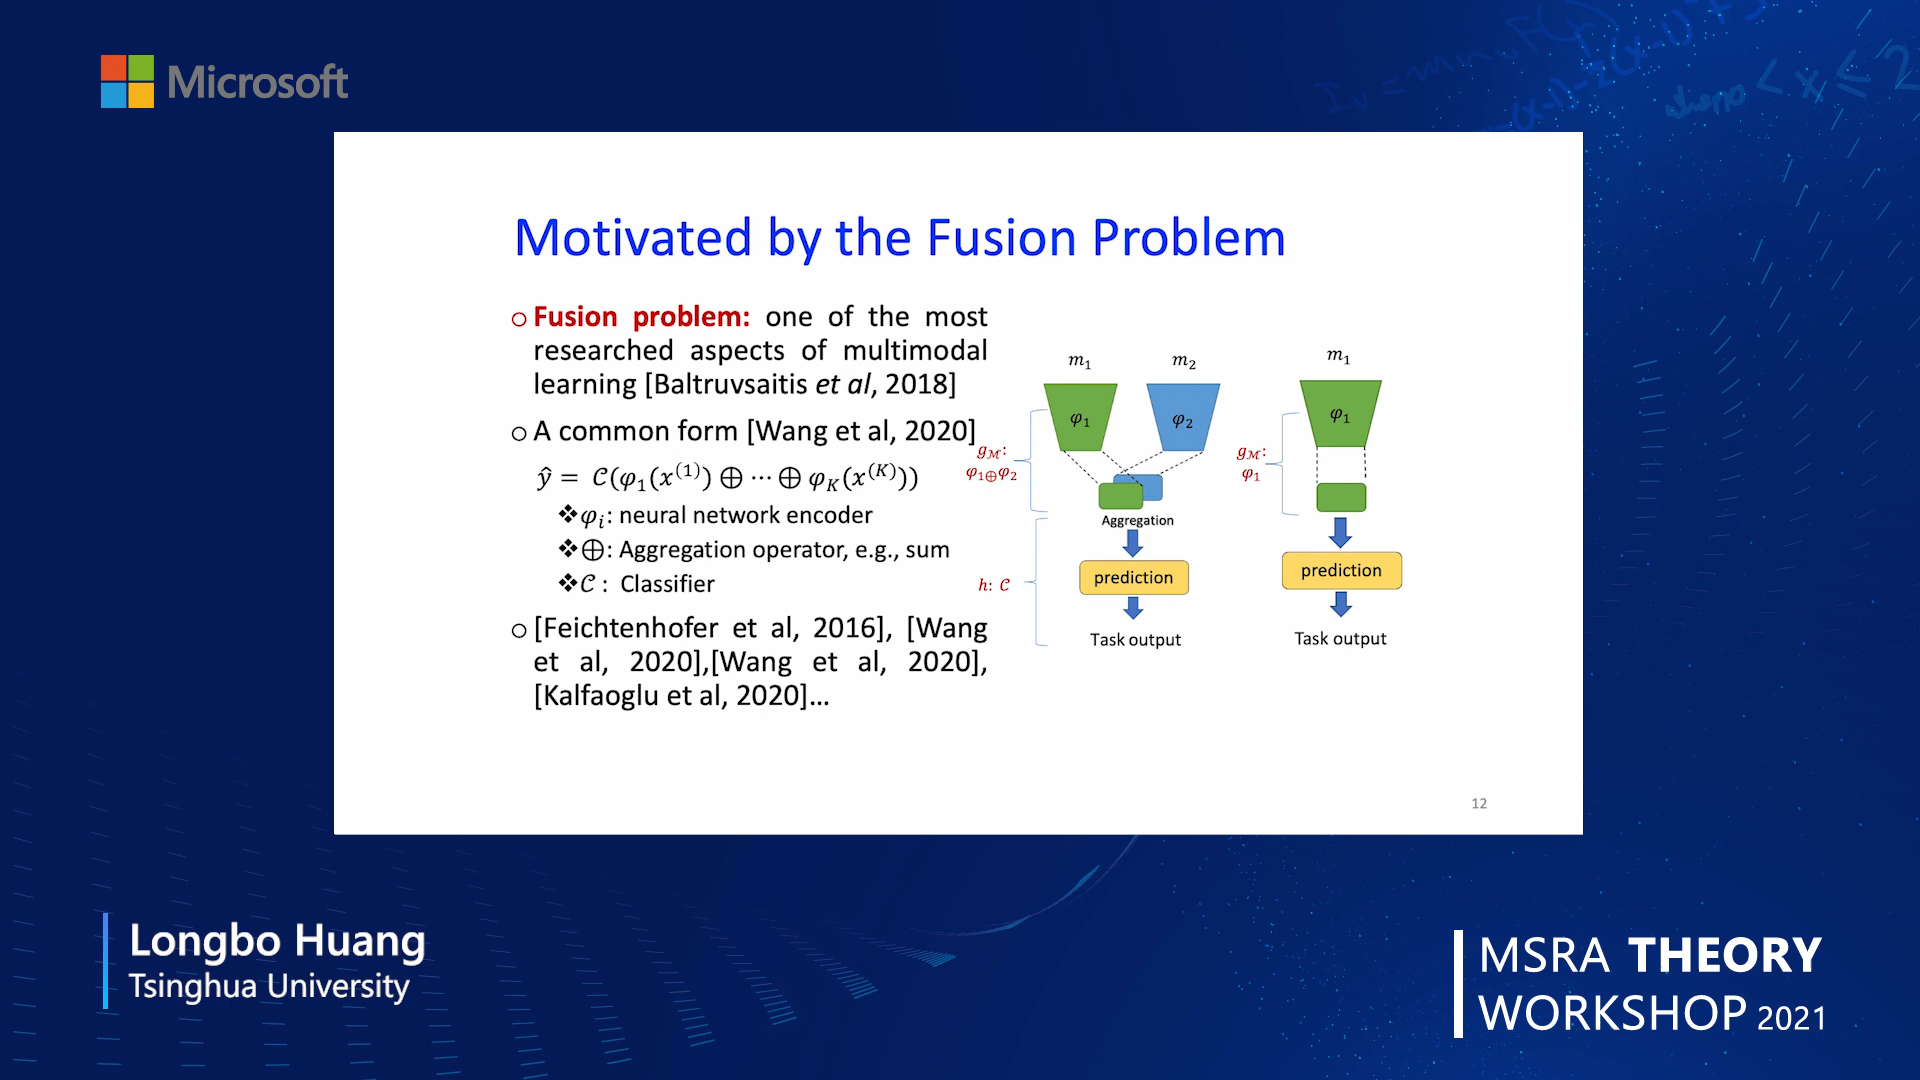 Microsoft
Motivated by the Fusion Problem
○ Fusion problem: one of the most
researched aspects of multimodal
learning [Baltruvsaitis et al, 2018]
○ A common form [Wang et al, 2020]
ŷ = 𝒞(φ₁(x⁽¹⁾) ⊕ ⋯ ⊕ φ_K(x⁽ᴷ⁾))
❖φᵢ: neural network encoder
❖⊕: Aggregation operator, e.g., sum
❖𝒞 : Classifier
○ [Feichtenhofer et al, 2016], [Wang
et al, 2020],[Wang et al, 2020],
[Kalfaoglu et al, 2020]...
m₁ m₂
φ₁ φ₂
g_ℳ:
φ₁⊕φ₂
Aggregation
h: 𝒞
prediction
Task output
m₁
φ₁
g_ℳ:
φ₁
prediction
Task output
12
Longbo Huang
Tsinghua University
MSRA THEORY
WORKSHOP 2021